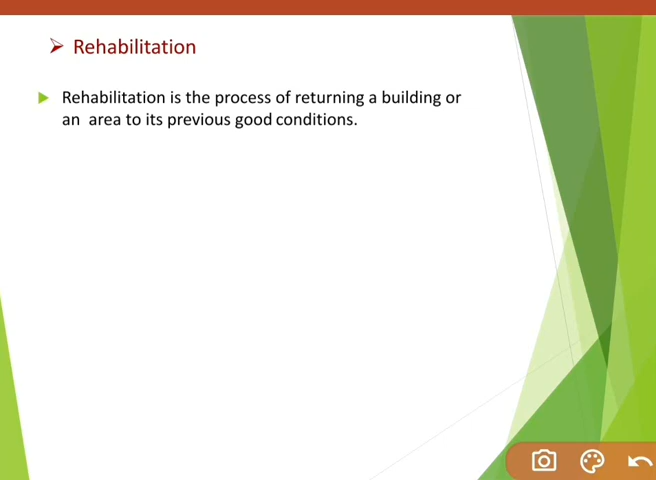 Rehabilitation
Rehabilitation is the process of returning a building or
an area to its previous good conditions.